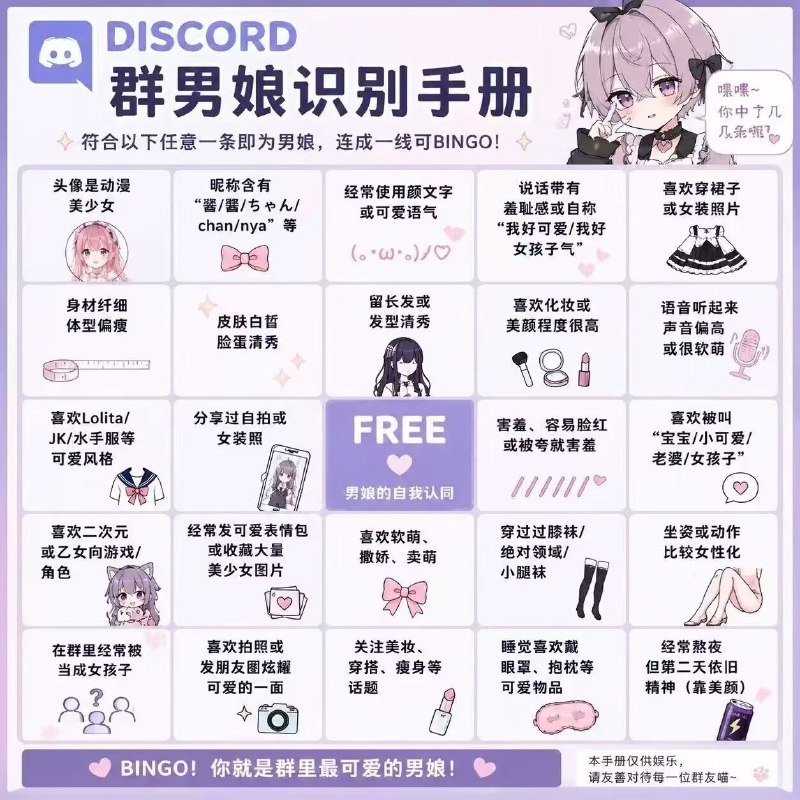 DISCORD
群男娘识别手册
符合以下任意一条即为男娘，连成一线可BINGO！
嘿嘿~
你中了几
几条呢？
头像是动漫
美少女
昵称含有
“酱/醬/ちゃん/
chan/nya”等
经常使用颜文字
或可爱语气
(｡･ω･｡)ﾉ♡
说话带有
羞耻感或自称
“我好可爱/我好
女孩子气”
喜欢穿裙子
或女装照片
身材纤细
体型偏瘦
皮肤白皙
脸蛋清秀
留长发或
发型清秀
喜欢化妆或
美颜程度很高
语音听起来
声音偏高
或很软萌
喜欢Lolita/
JK/水手服等
可爱风格
分享过自拍或
女装照
FREE
男娘的自我认同
害羞、容易脸红
或被夸就害羞
喜欢被叫
“宝宝/小可爱/
老婆/女孩子”
喜欢二次元
或乙女向游戏/
角色
经常发可爱表情包
或收藏大量
美少女图片
喜欢软萌、
撒娇、卖萌
穿过过膝袜/
绝对领域/
小腿袜
坐姿或动作
比较女性化
在群里经常被
当成女孩子
?
喜欢拍照或
发朋友图炫耀
可爱的一面
关注美妆、
穿搭、瘦身等
话题
睡觉喜欢戴
眼罩、抱枕等
可爱物品
经常熬夜
但第二天依旧
精神（靠美颜）
BINGO！你就是群里最可爱的男娘！
本手册仅供娱乐，
请友善对待每一位群友喵~